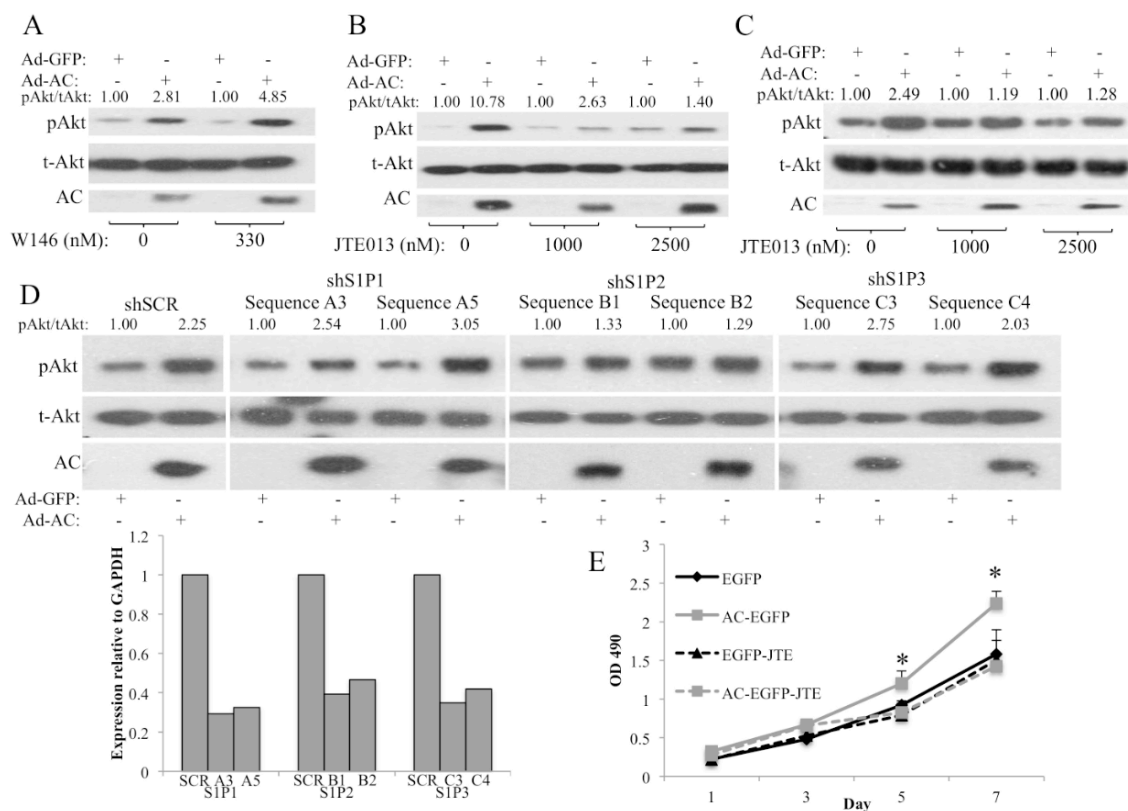 A
Ad-GFP: + - + -
Ad-AC: - + - +
pAkt/tAkt: 1.00 2.81 1.00 4.85
pAkt
t-Akt
AC
W146 (nM): 0 330
B
Ad-GFP: + - + - + -
Ad-AC: - + - + - +
pAkt/tAkt: 1.00 10.78 1.00 2.63 1.00 1.40
pAkt
t-Akt
AC
JTE013(nM): 0 1000 2500
C
Ad-GFP: + - + - + -
Ad-AC: - + - + - +
pAkt/tAkt: 1.00 2.49 1.00 1.19 1.00 1.28
pAkt
t-Akt
AC
JTE013(nM): 0 1000 2500
D
shS1P1 shS1P2 shS1P3
shSCR Sequence A3 Sequence A5 Sequence B1 Sequence B2 Sequence C3 Sequence C4
pAkt/tAkt: 1.00 2.25 1.00 2.54 1.00 3.05 1.00 1.33 1.00 1.29 1.00 2.75 1.00 2.03
pAkt
t-Akt
AC
Ad-GFP: + - + - + - + - + - + - + -
Ad-AC: - + - + - + - + - + - + - +
Expression relative to GAPDH
1.2
1
0.8
0.6
0.4
0.2
0
SCR A3 A5 SCR B1 B2 SCR C3 C4
S1P1 S1P2 S1P3
E
OD 490
3
2.5
2
1.5
1
0.5
0
EGFP
AC-EGFP
EGFP-JTE
AC-EGFP-JTE
* *
1 3 5 7
Day